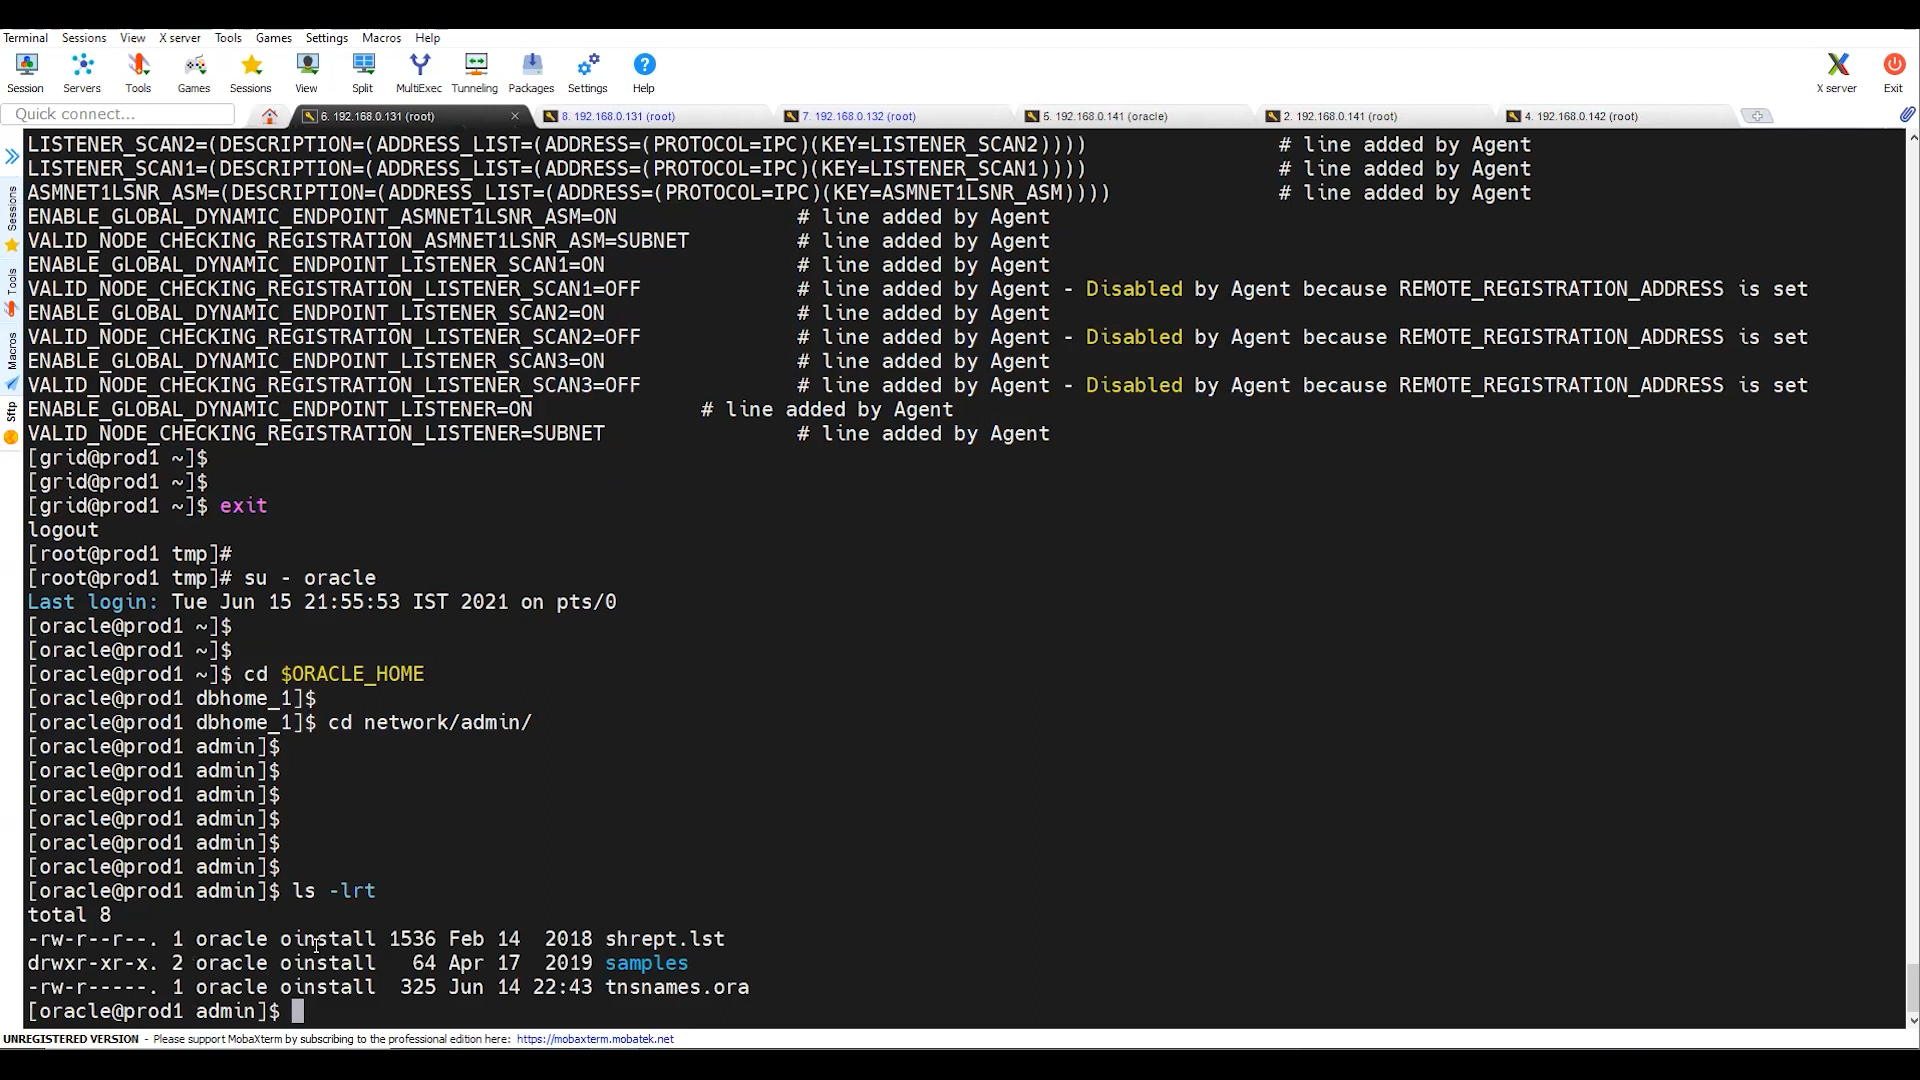 Terminal Sessions View X server Tools Games Settings Macros Help
Session Servers Tools Games Sessions View Split MultiExec Tunneling Packages Settings Help X server Exit
Quick connect... 6. 192.168.0.131 (root) 8. 192.168.0.131 (root) 7. 192.168.0.132 (root) 5. 192.168.0.141 (oracle) 2. 192.168.0.141 (root) 4. 192.168.0.142 (root)
Sessions
Tools
Macros
Sftp
LISTENER_SCAN2=(DESCRIPTION=(ADDRESS_LIST=(ADDRESS=(PROTOCOL=IPC)(KEY=LISTENER_SCAN2)))) # line added by Agent
LISTENER_SCAN1=(DESCRIPTION=(ADDRESS_LIST=(ADDRESS=(PROTOCOL=IPC)(KEY=LISTENER_SCAN1)))) # line added by Agent
ASMNET1LSNR_ASM=(DESCRIPTION=(ADDRESS_LIST=(ADDRESS=(PROTOCOL=IPC)(KEY=ASMNET1LSNR_ASM)))) # line added by Agent
ENABLE_GLOBAL_DYNAMIC_ENDPOINT_ASMNET1LSNR_ASM=ON # line added by Agent
VALID_NODE_CHECKING_REGISTRATION_ASMNET1LSNR_ASM=SUBNET # line added by Agent
ENABLE_GLOBAL_DYNAMIC_ENDPOINT_LISTENER_SCAN1=ON # line added by Agent
VALID_NODE_CHECKING_REGISTRATION_LISTENER_SCAN1=OFF # line added by Agent - Disabled by Agent because REMOTE_REGISTRATION_ADDRESS is set
ENABLE_GLOBAL_DYNAMIC_ENDPOINT_LISTENER_SCAN2=ON # line added by Agent
VALID_NODE_CHECKING_REGISTRATION_LISTENER_SCAN2=OFF # line added by Agent - Disabled by Agent because REMOTE_REGISTRATION_ADDRESS is set
ENABLE_GLOBAL_DYNAMIC_ENDPOINT_LISTENER_SCAN3=ON # line added by Agent
VALID_NODE_CHECKING_REGISTRATION_LISTENER_SCAN3=OFF # line added by Agent - Disabled by Agent because REMOTE_REGISTRATION_ADDRESS is set
ENABLE_GLOBAL_DYNAMIC_ENDPOINT_LISTENER=ON # line added by Agent
VALID_NODE_CHECKING_REGISTRATION_LISTENER=SUBNET # line added by Agent
[grid@prod1 ~]$
[grid@prod1 ~]$
[grid@prod1 ~]$ exit
logout
[root@prod1 tmp]#
[root@prod1 tmp]# su - oracle
Last login: Tue Jun 15 21:55:53 IST 2021 on pts/0
[oracle@prod1 ~]$
[oracle@prod1 ~]$
[oracle@prod1 ~]$ cd $ORACLE_HOME
[oracle@prod1 dbhome_1]$
[oracle@prod1 dbhome_1]$ cd network/admin/
[oracle@prod1 admin]$
[oracle@prod1 admin]$
[oracle@prod1 admin]$
[oracle@prod1 admin]$
[oracle@prod1 admin]$
[oracle@prod1 admin]$
[oracle@prod1 admin]$ ls -lrt
total 8
-rw-r--r--. 1 oracle oinstall 1536 Feb 14 2018 shrept.lst
drwxr-xr-x. 2 oracle oinstall 64 Apr 17 2019 samples
-rw-r-----. 1 oracle oinstall 325 Jun 14 22:43 tnsnames.ora
[oracle@prod1 admin]$
UNREGISTERED VERSION - Please support MobaXterm by subscribing to the professional edition here: https://mobaxterm.mobatek.net